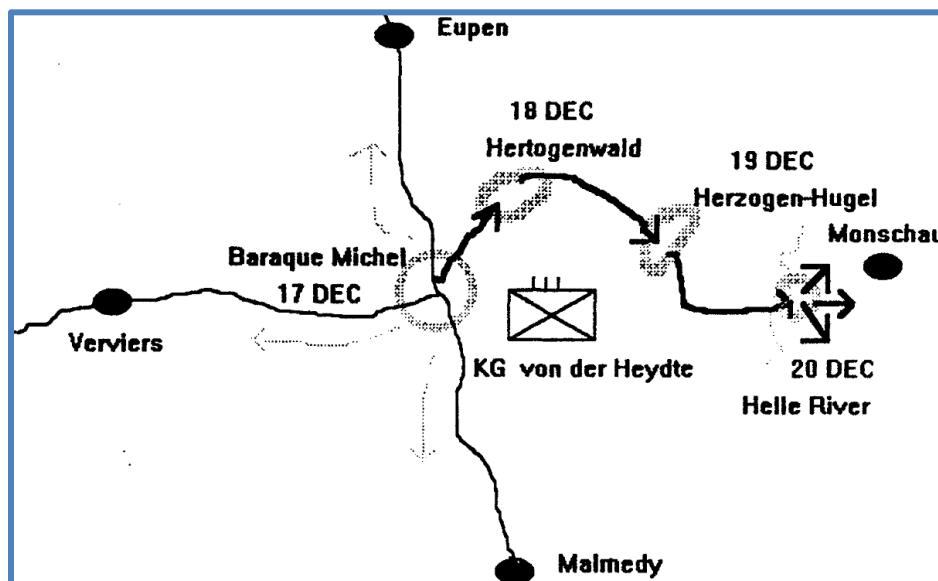 Eupen
18 DEC
Hertogenwald
19 DEC
Herzogen-Hugel
Monschau
Baraque Michel
17 DEC
Verviers
KG von der Heydte
20 DEC
Helle River
Malmedy